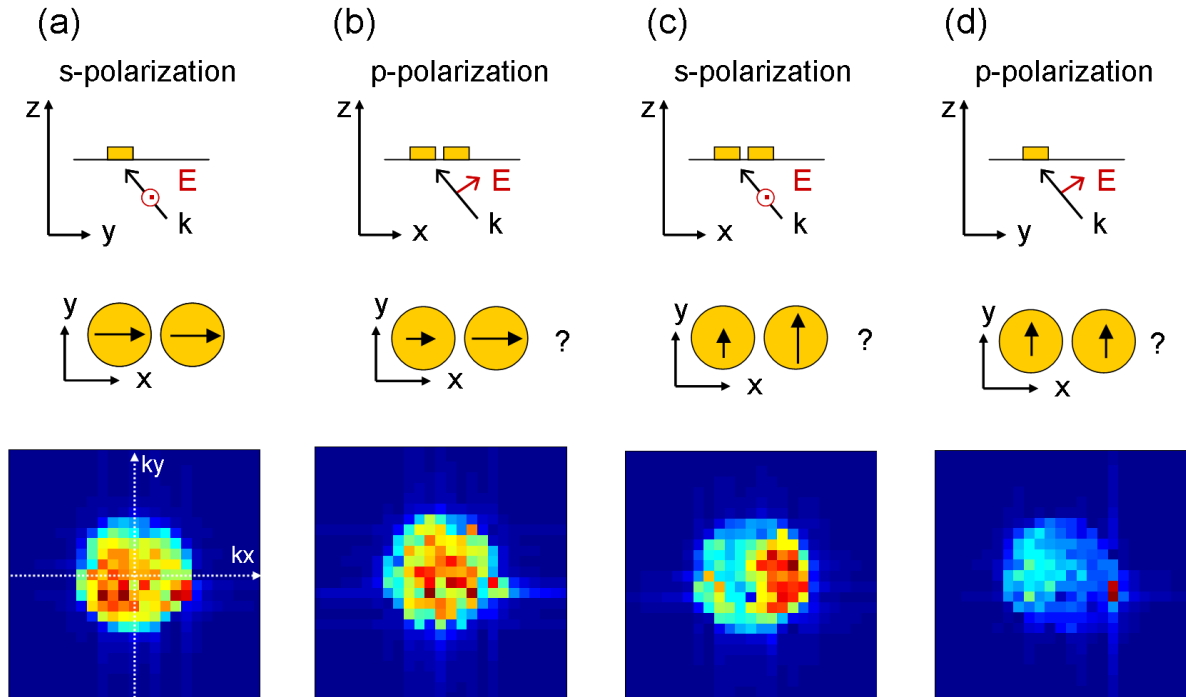 (a)
(b)
(c)
(d)
s-polarization
p-polarization
s-polarization
p-polarization
z
E
k
y
z
E
k
x
z
E
k
x
z
E
k
y
y
x
y
x
?
y
x
?
y
x
?
ky
kx